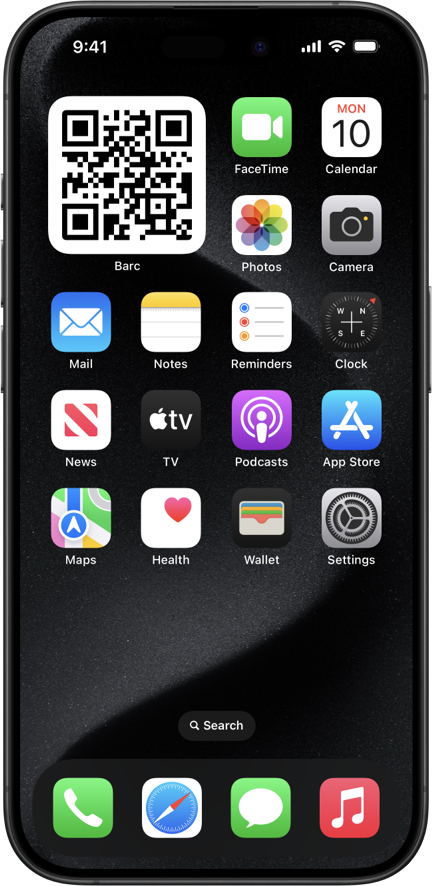 9:41
MON
10
FaceTime
Calendar
Barc
Photos
Camera
W N
S E
Mail
Notes
Reminders
Clock
tv
News
TV
Podcasts
App Store
Maps
Health
Wallet
Settings
Search